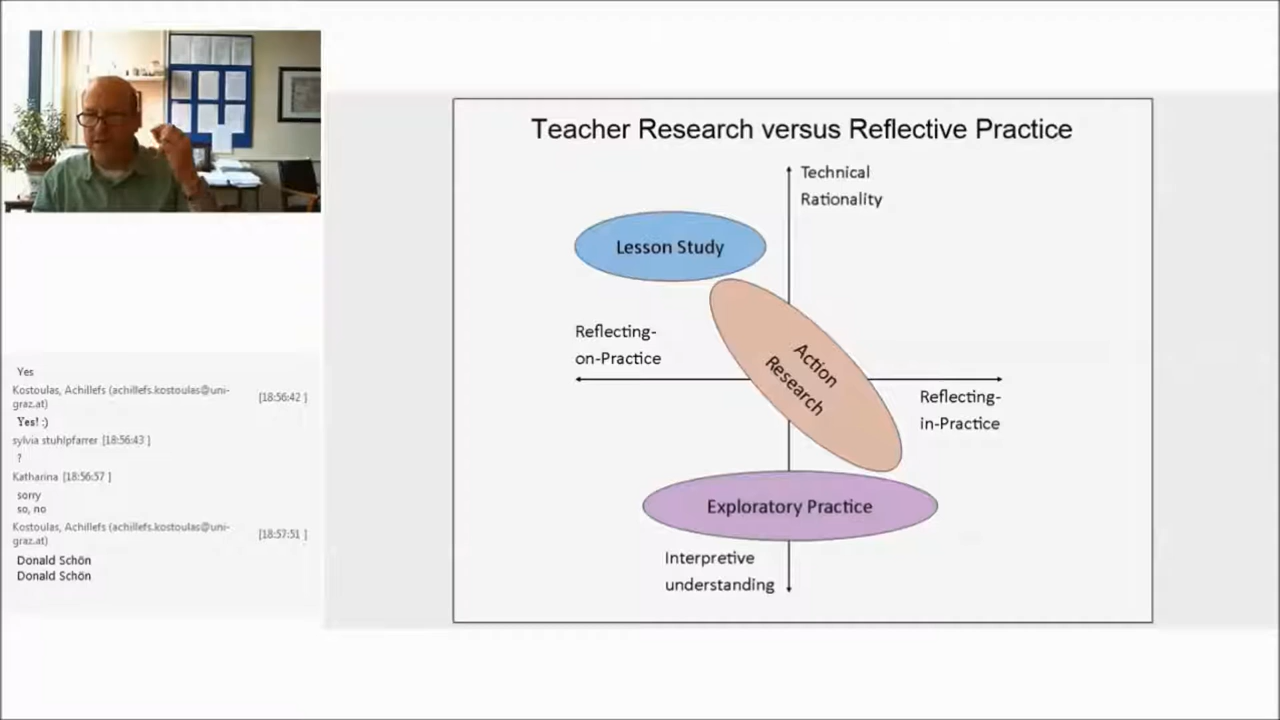 Yes
Kostoulas, Achillefs (achillefs.kostoulas@uni-
graz.at)
[18:56:42 ]
Yes! :)
sylvia stuhlpfarrer [18:56:43 ]
?
Katharina [18:56:57 ]
sorry
so, no
Kostoulas, Achillefs (achillefs.kostoulas@uni-
graz.at)
[18:57:51 ]
Donald Schön
Donald Schön
Teacher Research versus Reflective Practice
Technical
Rationality
Lesson Study
Reflecting-
on-Practice
Action
Research
Reflecting-
in-Practice
Exploratory Practice
Interpretive
understanding